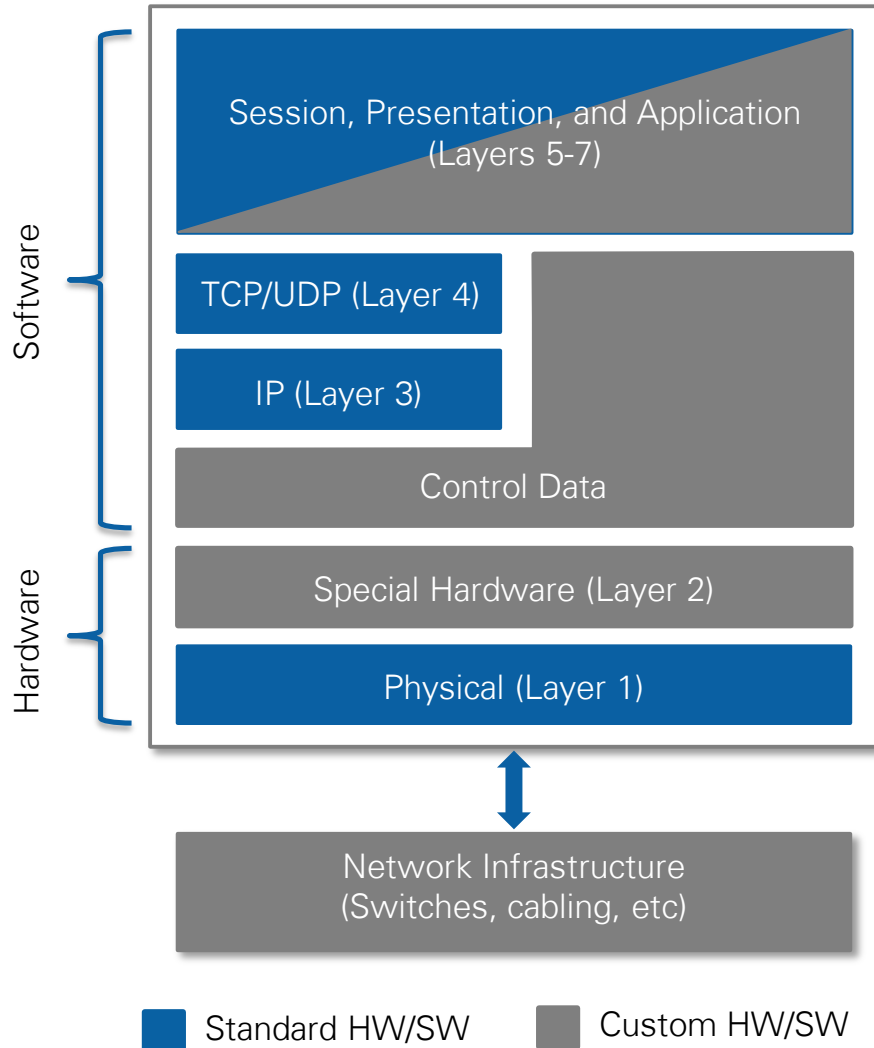 Software
Session, Presentation, and Application
(Layers 5-7)
TCP/UDP (Layer 4)
IP (Layer 3)
Control Data
Hardware
Special Hardware (Layer 2)
Physical (Layer 1)
Network Infrastructure
(Switches, cabling, etc)
Standard HW/SW
Custom HW/SW